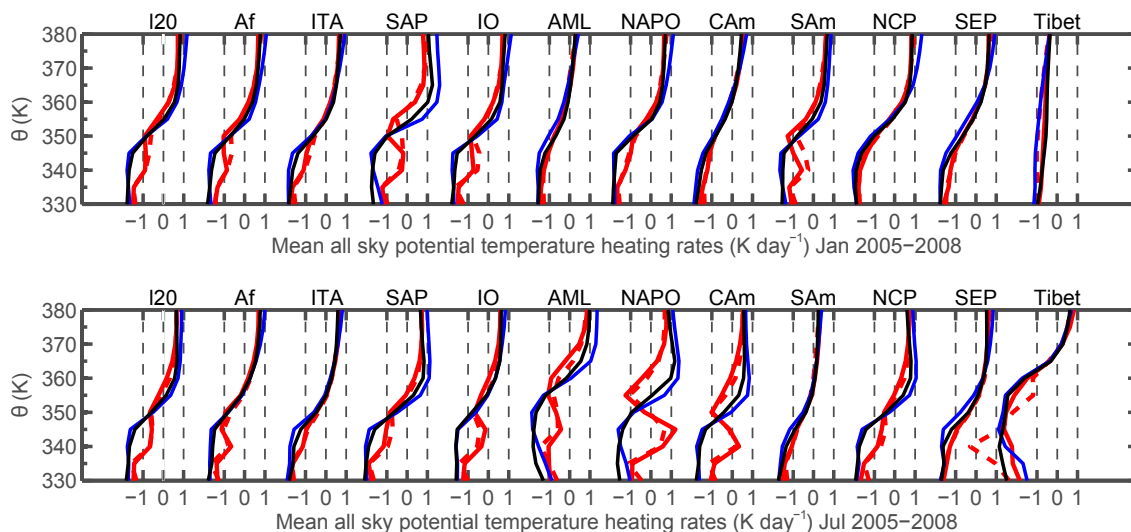 I20 Af ITA SAP IO AML NAPO CAm SAm NCP SEP Tibet
380
370
360
350
340
330
θ (K)
−1 0 1 −1 0 1 −1 0 1 −1 0 1 −1 0 1 −1 0 1 −1 0 1 −1 0 1 −1 0 1 −1 0 1 −1 0 1 −1 0 1
Mean all sky potential temperature heating rates (K day⁻¹) Jan 2005−2008
I20 Af ITA SAP IO AML NAPO CAm SAm NCP SEP Tibet
380
370
360
350
340
330
θ (K)
−1 0 1 −1 0 1 −1 0 1 −1 0 1 −1 0 1 −1 0 1 −1 0 1 −1 0 1 −1 0 1 −1 0 1 −1 0 1 −1 0 1
Mean all sky potential temperature heating rates (K day⁻¹) Jul 2005−2008